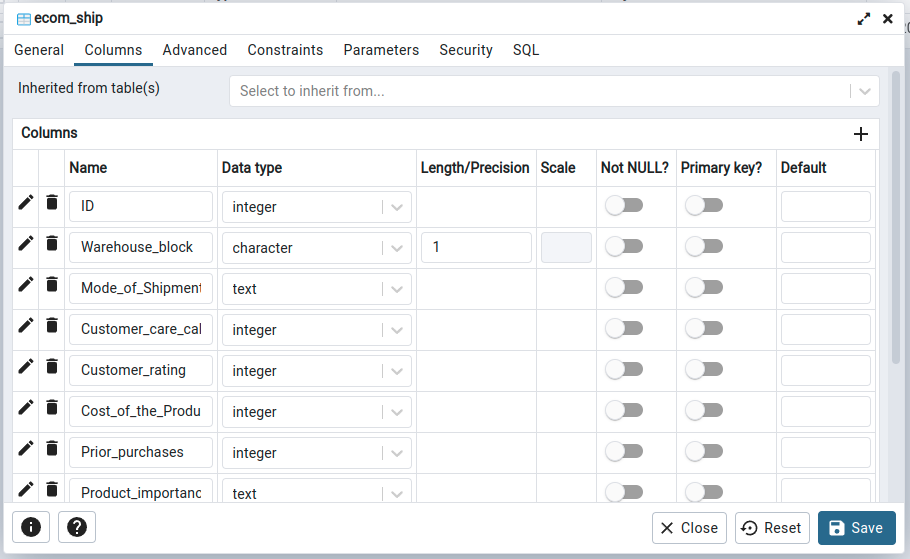 ecom_ship
General Columns Advanced Constraints Parameters Security SQL
Inherited from table(s) Select to inherit from...
Columns
Name Data type Length/Precision Scale Not NULL? Primary key? Default
ID integer
Warehouse_block character 1
Mode_of_Shipment text
Customer_care_cal integer
Customer_rating integer
Cost_of_the_Produ integer
Prior_purchases integer
Product_importanc text
Close Reset Save